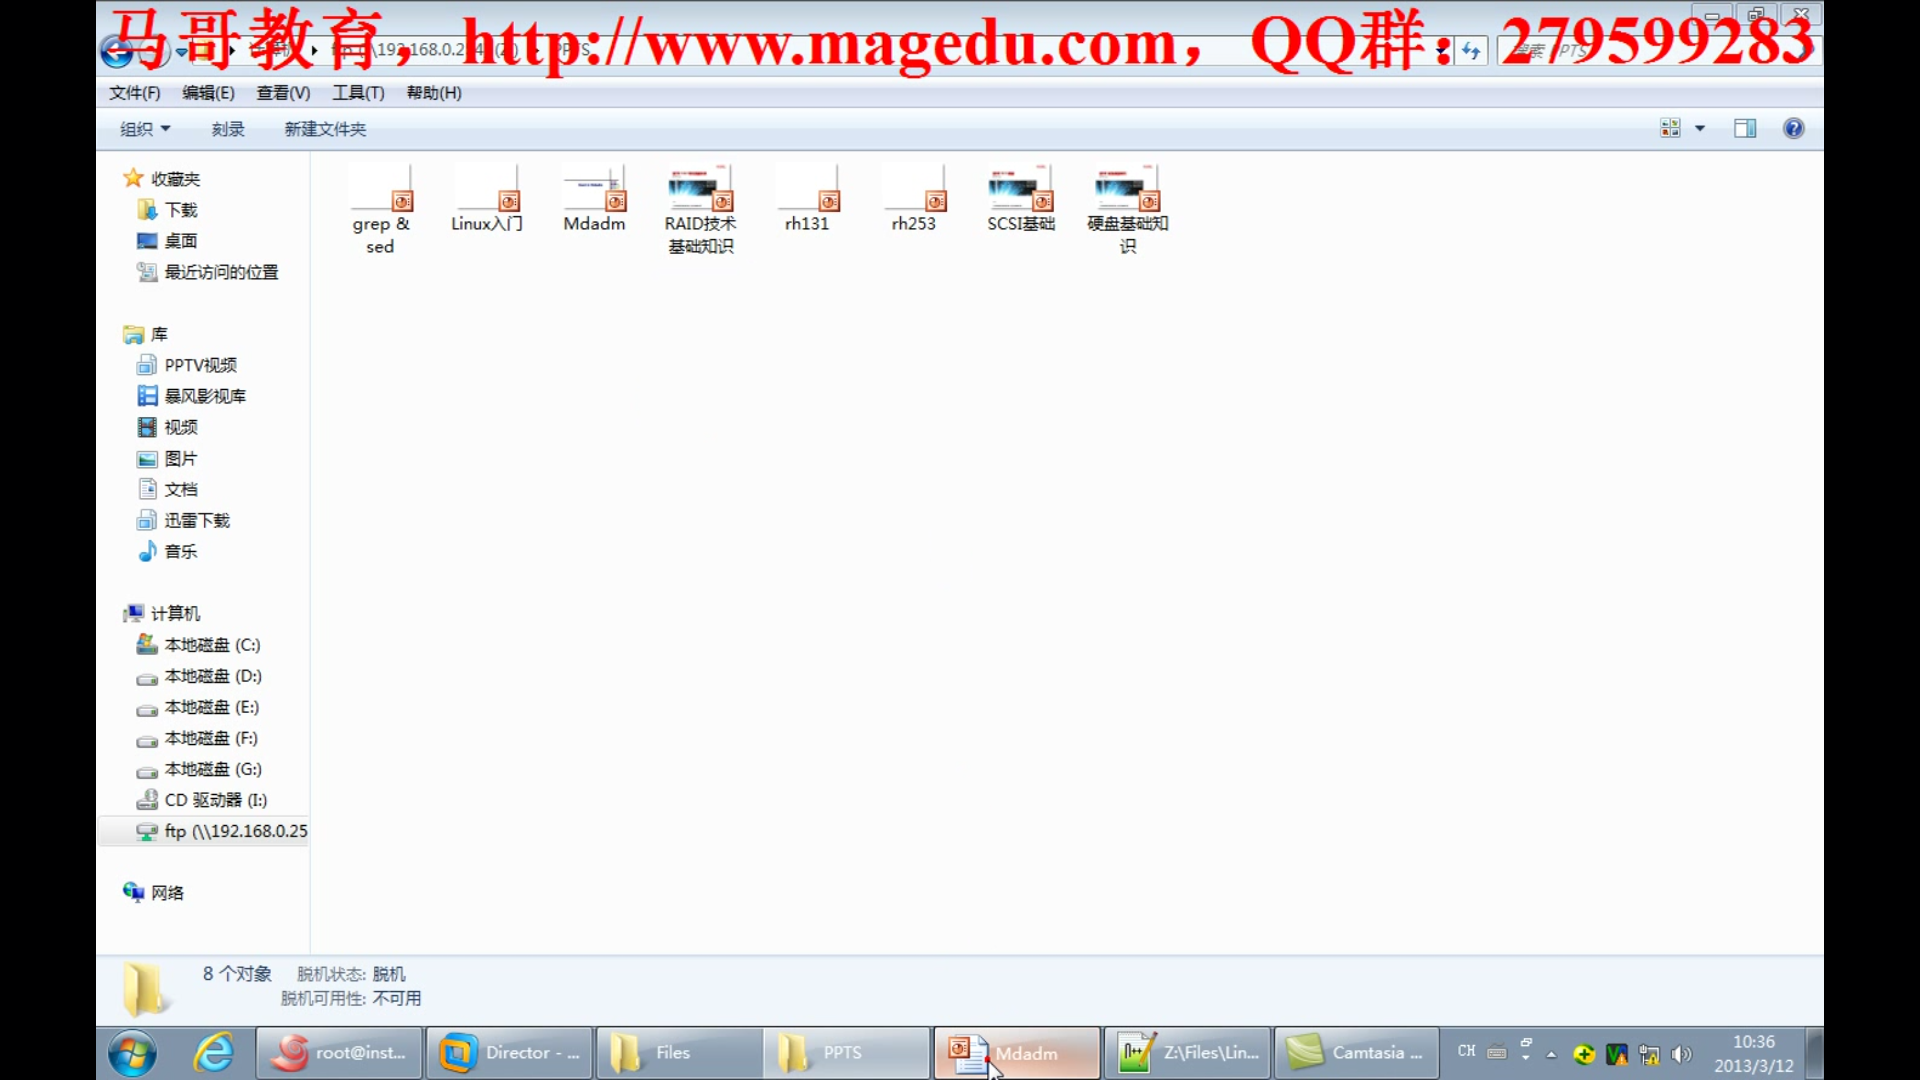 马哥教育，http://www.magedu.com，QQ群：279599283
192.168.0.2
文件(F) 编辑(E) 查看(V) 工具(T) 帮助(H)
组织 刻录 新建文件夹
收藏夹
下载
桌面
最近访问的位置
库
PPTV视频
暴风影视库
视频
图片
文档
迅雷下载
音乐
计算机
本地磁盘 (C:)
本地磁盘 (D:)
本地磁盘 (E:)
本地磁盘 (F:)
本地磁盘 (G:)
CD 驱动器 (I:)
ftp (\\192.168.0.25
网络
grep &
sed
Linux入门
Mdadm
RAID技术
基础知识
rh131
rh253
SCSI基础
硬盘基础知
识
8 个对象 脱机状态: 脱机
脱机可用性: 不可用
root@inst... Director - ... Files PPTS Mdadm Z:\Files\Lin... Camtasia ... CH 10:36
2013/3/12